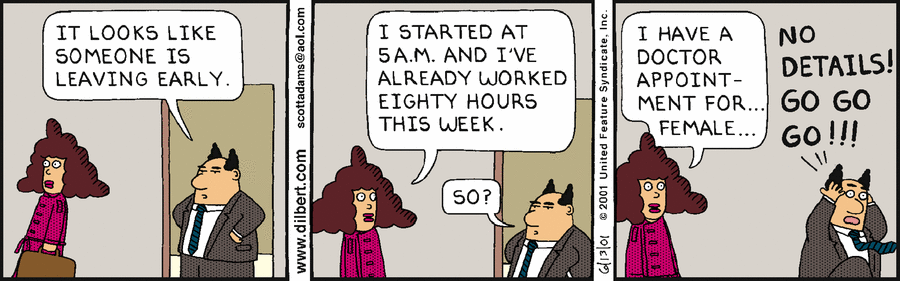 IT LOOKS LIKE
SOMEONE IS
LEAVING EARLY.
www.dilbert.com
scottadams@aol.com
I STARTED AT
5 A.M. AND I'VE
ALREADY WORKED
EIGHTY HOURS
THIS WEEK.
SO?
6/13/01 © 2001 United Feature Syndicate, Inc.
I HAVE A
DOCTOR
APPOINT-
MENT FOR...
FEMALE...
NO
DETAILS!
GO GO
GO!!!